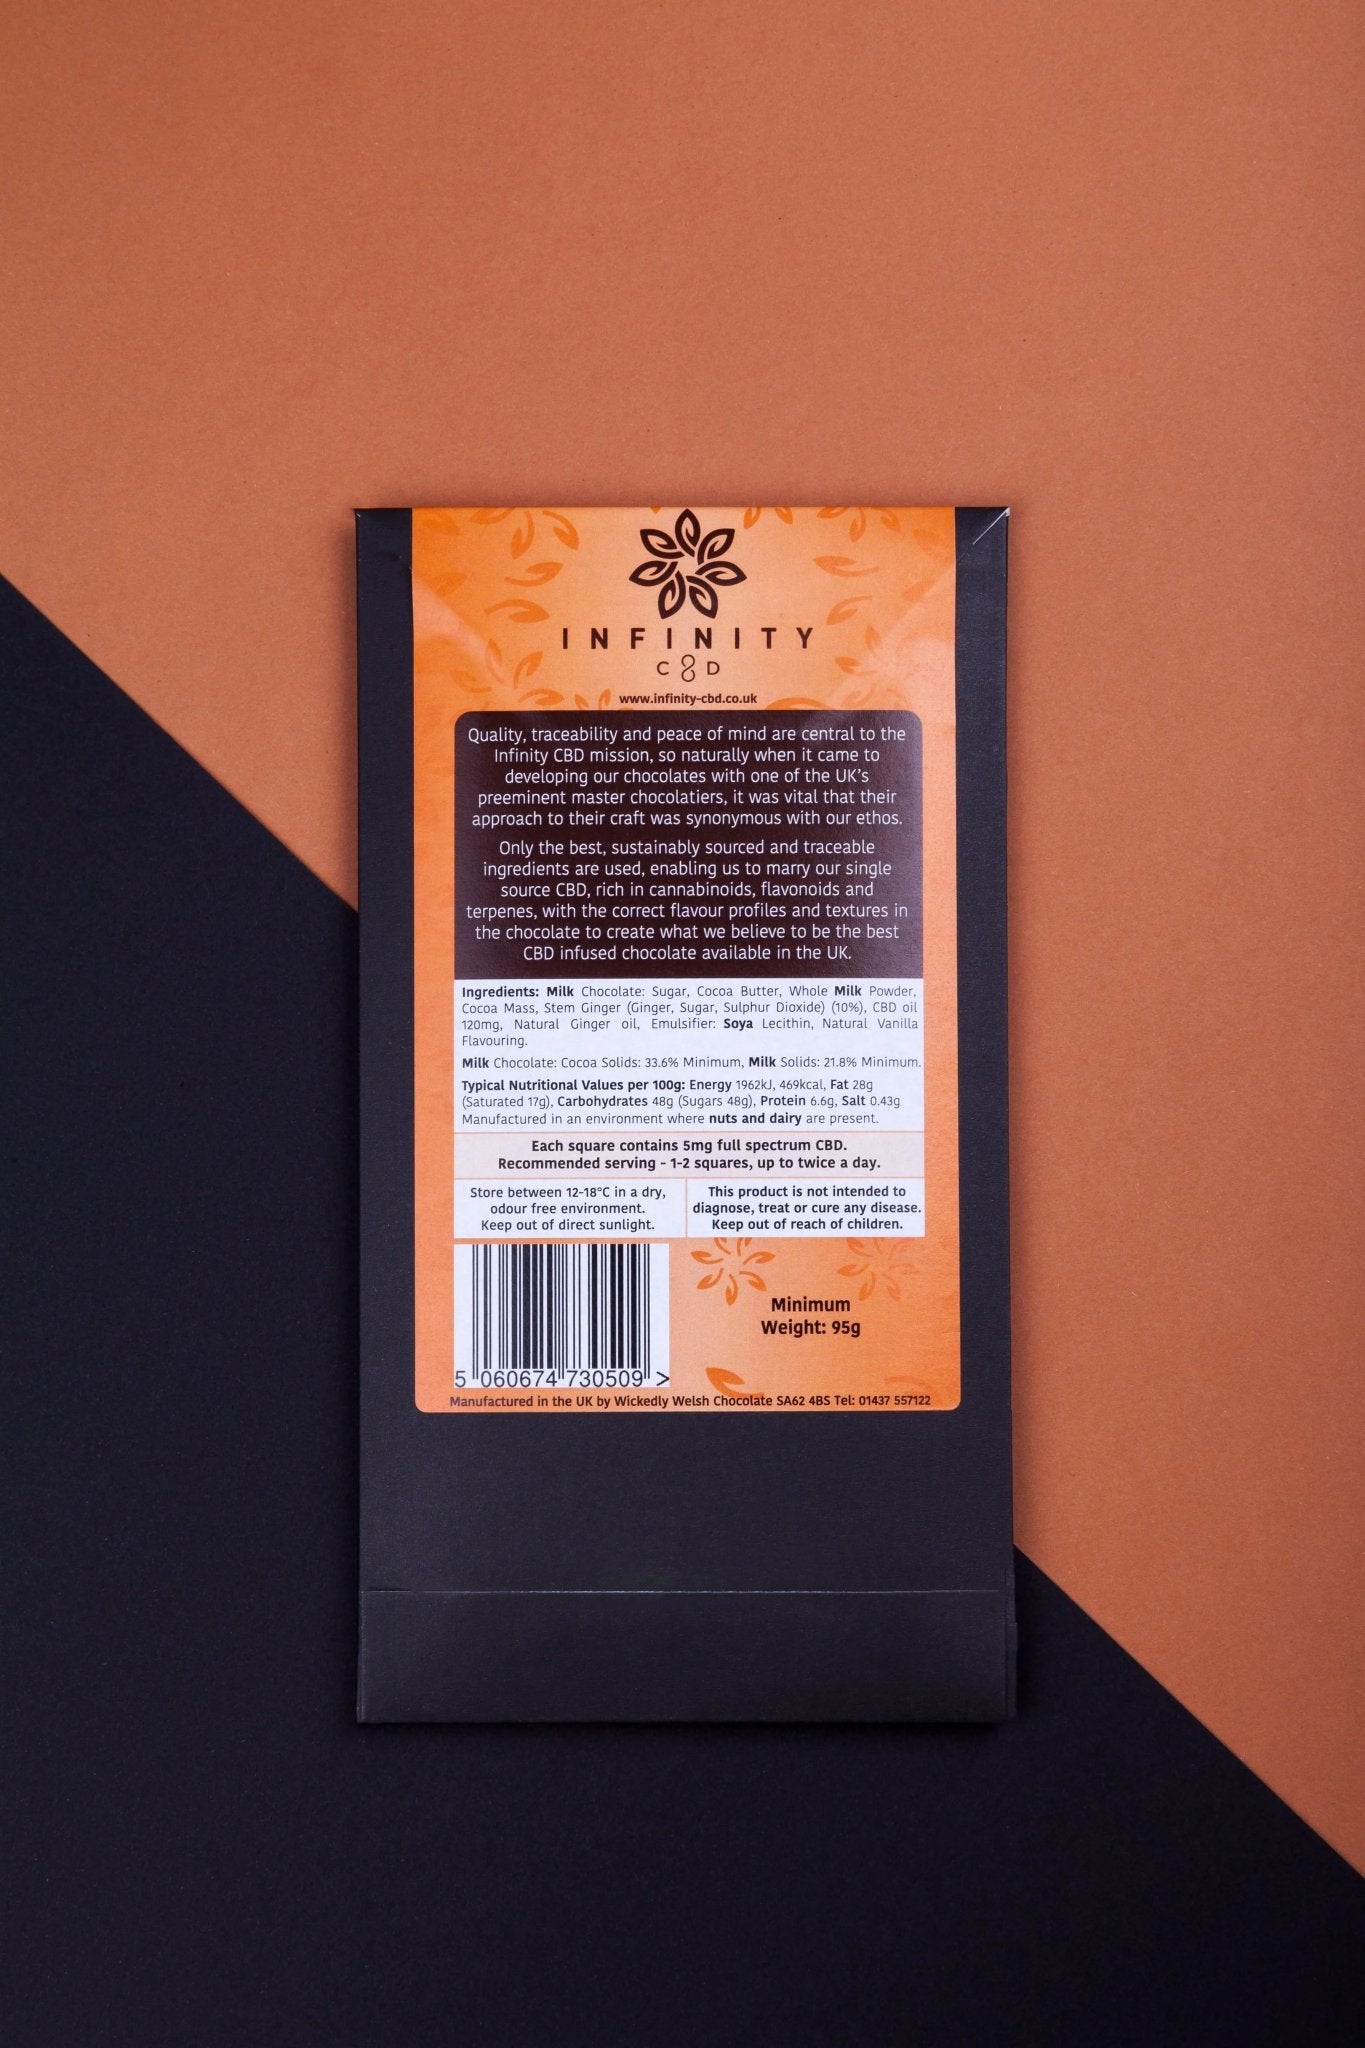 INFINITY
C8D
www.infinity-cbd.co.uk
Quality, traceability and peace of mind are central to the
Infinity CBD mission, so naturally when it came to
developing our chocolates with one of the UK's
preeminent master chocolatiers, it was vital that their
approach to their craft was synonymous with our ethos.
Only the best, sustainably sourced and traceable
ingredients are used, enabling us to marry our single
source CBD, rich in cannabinoids, flavonoids and
terpenes, with the correct flavour profiles and textures in
the chocolate to create what we believe to be the best
CBD infused chocolate available in the UK.
Ingredients: Milk Chocolate: Sugar, Cocoa Butter, Whole Milk Powder,
Cocoa Mass, Stem Ginger (Ginger, Sugar, Sulphur Dioxide) (10%), CBD oil
120mg, Natural Ginger oil, Emulsifier: Soya Lecithin, Natural Vanilla
Flavouring.
Milk Chocolate: Cocoa Solids: 33.6% Minimum, Milk Solids: 21.8% Minimum.
Typical Nutritional Values per 100g: Energy 1962kJ, 469kcal, Fat 28g
(Saturated 17g), Carbohydrates 48g (Sugars 48g), Protein 6.6g, Salt 0.43g
Manufactured in an environment where nuts and dairy are present.
Each square contains 5mg full spectrum CBD.
Recommended serving - 1-2 squares, up to twice a day.
Store between 12-18°C in a dry,
odour free environment.
Keep out of direct sunlight.
This product is not intended to
diagnose, treat or cure any disease.
Keep out of reach of children.
5 060674 730509 >
Minimum
Weight: 95g
Manufactured in the UK by Wickedly Welsh Chocolate SA62 4BS Tel: 01437 557122